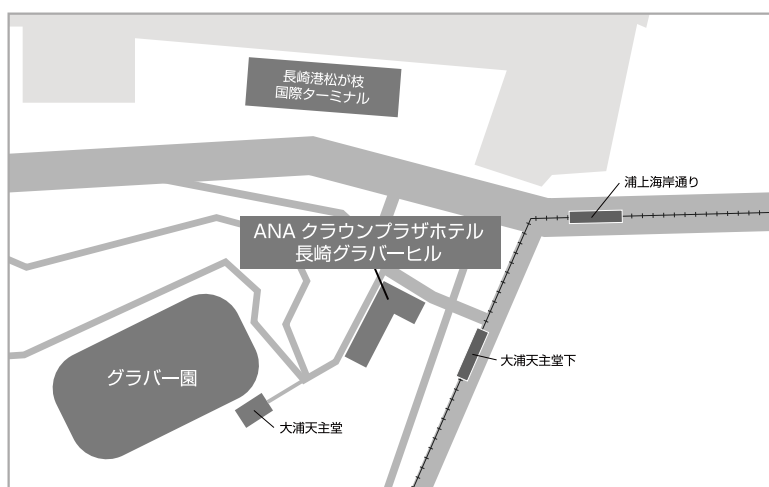 長崎港松が枝
国際ターミナル
浦上海岸通り
ANA クラウンプラザホテル
長崎グラバーヒル
大浦天主堂下
グラバー園
大浦天主堂